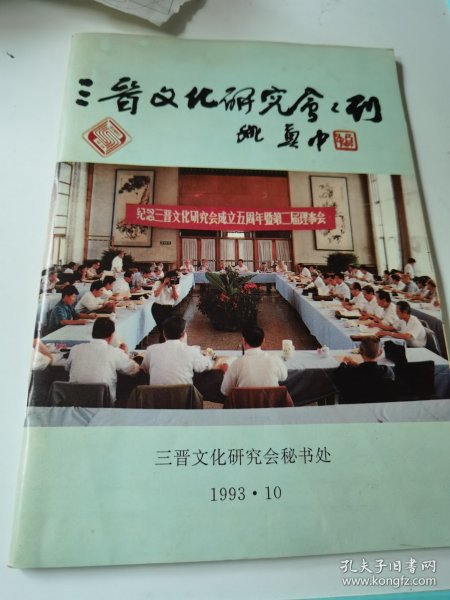 三晋文化研究会会刊
姚奠中
纪念三晋文化研究会成立五周年暨第二届理事会
三晋文化研究会秘书处
1993·10
孔夫子旧书网
www.kongfz.com